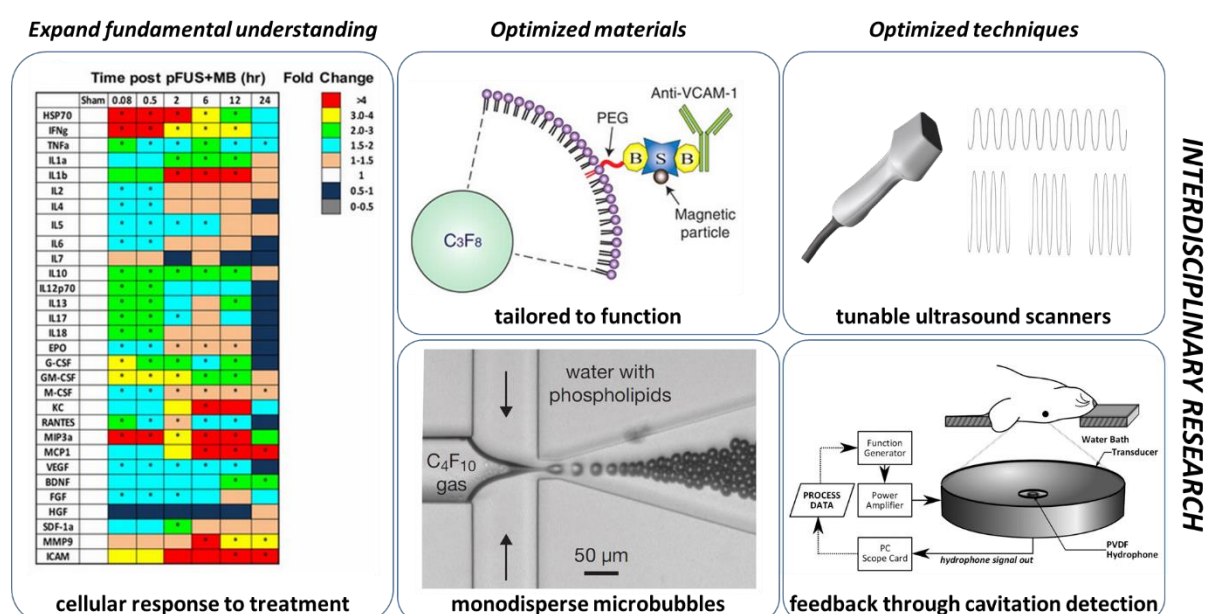 Expand fundamental understanding
Optimized materials
Optimized techniques
Time post pFUS+MB (hr) Fold Change
Sham 0.08 0.5 2 6 12 24
HSP70
IFNg
TNFa
IL1a
IL1b
IL2
IL4
IL5
IL6
IL7
IL10
IL12p70
IL13
IL17
IL18
EPO
G-CSF
GM-CSF
M-CSF
KC
RANTES
MIP3a
MCP1
VEGF
BDNF
FGF
HGF
SDF-1a
MMP9
ICAM
>4
3.0-4
2.0-3
1.5-2
1-1.5
1
0.5-1
0-0.5
cellular response to treatment
Anti-VCAM-1
PEG
B S B
Magnetic
particle
C3F8
tailored to function
tunable ultrasound scanners
water with
phospholipids
C4F10
gas
50 µm
monodisperse microbubbles
Water Bath
Transducer
Function
Generator
PROCESS
DATA
Power
Amplifier
PC
Scope Card
hydrophone signal out
PVDF
Hydrophone
feedback through cavitation detection
INTERDISCIPLINARY RESEARCH